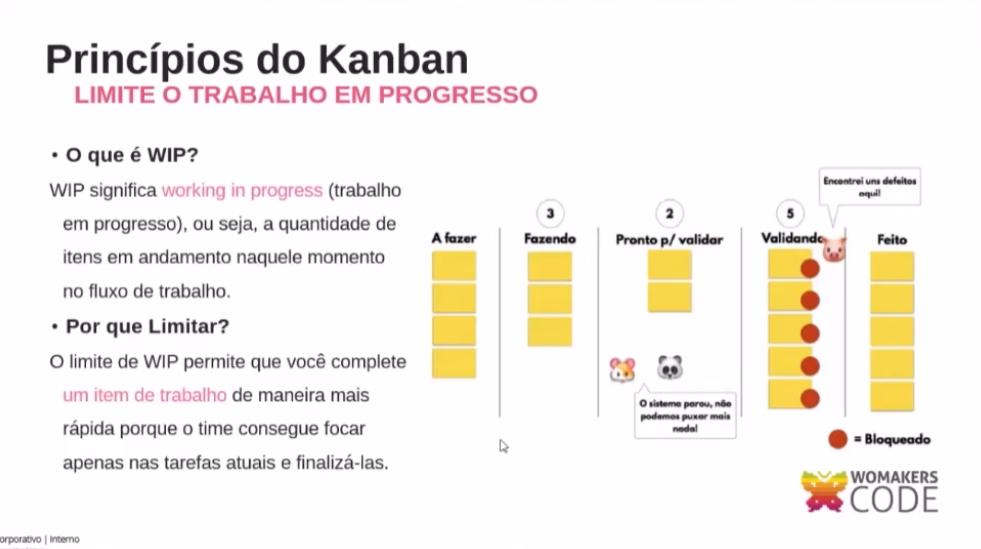 Princípios do Kanban
LIMITE O TRABALHO EM PROGRESSO
• O que é WIP?
WIP significa working in progress (trabalho
em progresso), ou seja, a quantidade de
itens em andamento naquele momento
no fluxo de trabalho.
• Por que Limitar?
O limite de WIP permite que você complete
um item de trabalho de maneira mais
rápida porque o time consegue focar
apenas nas tarefas atuais e finalizá-las.
Encontrei uns defeitos
aqui!
3
2
5
A fazer
Fazendo
Pronto p/ validar
Validando
Feito
O sistema parou, não
podemos puxar mais
nada!
= Bloqueado
WOMAKERS
CODE
orporativo | Interno